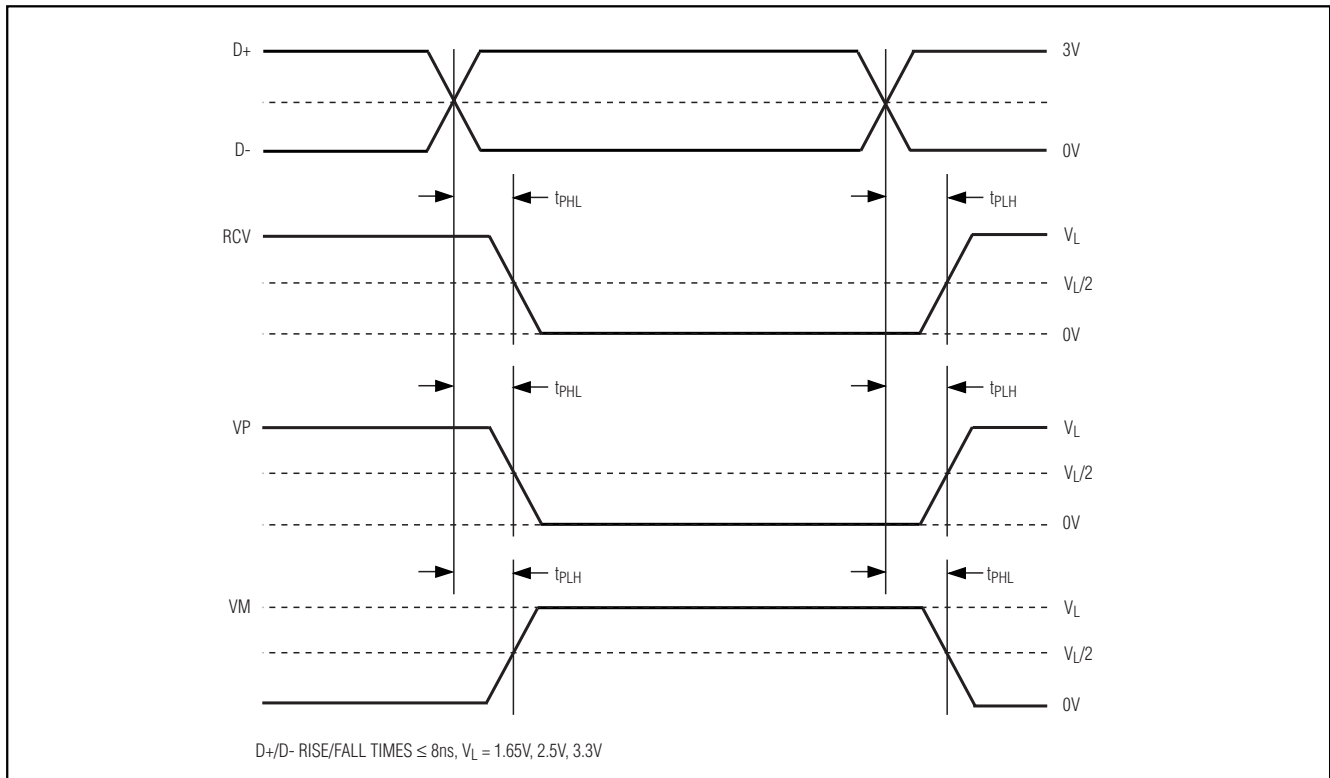 D+ 3V
D- 0V
tPHL tPLH
RCV VL
VL/2
0V
tPHL tPLH
VP VL
VL/2
0V
tPLH tPHL
VM VL
VL/2
0V
D+/D- RISE/FALL TIMES ≤ 8ns, VL = 1.65V, 2.5V, 3.3V